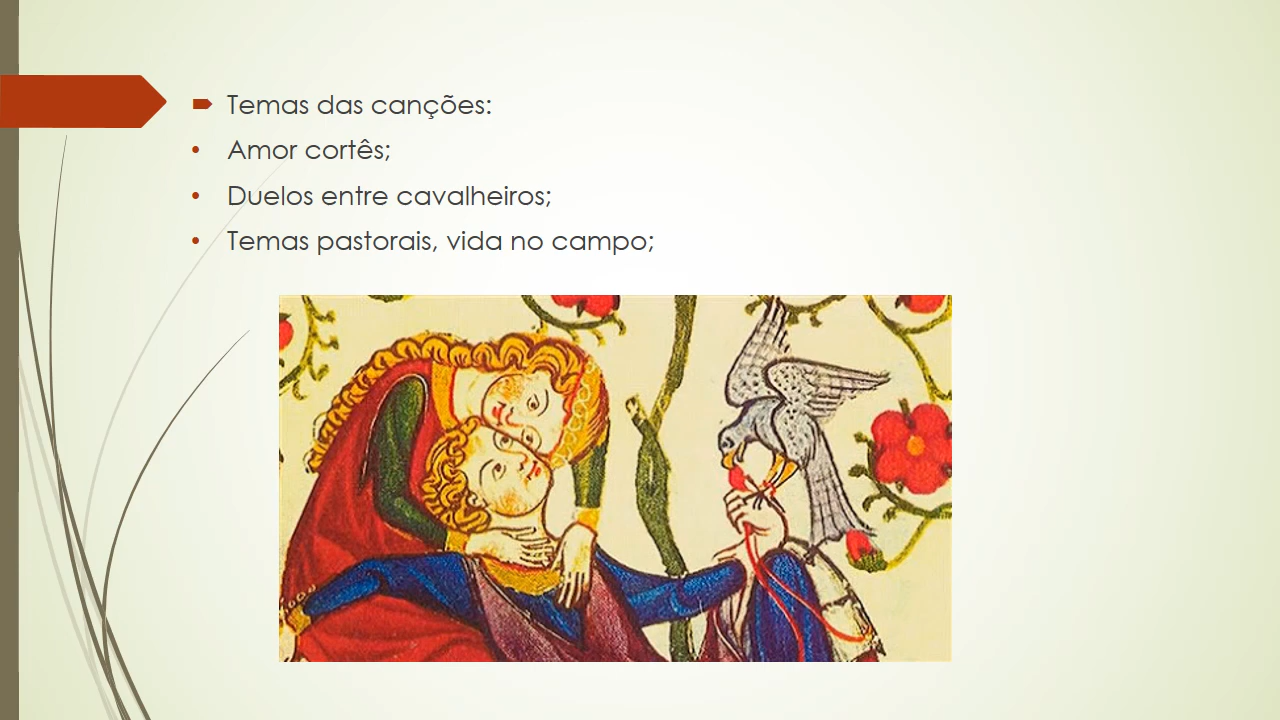 Temas das canções:
Amor cortês;
Duelos entre cavalheiros;
Temas pastorais, vida no campo;